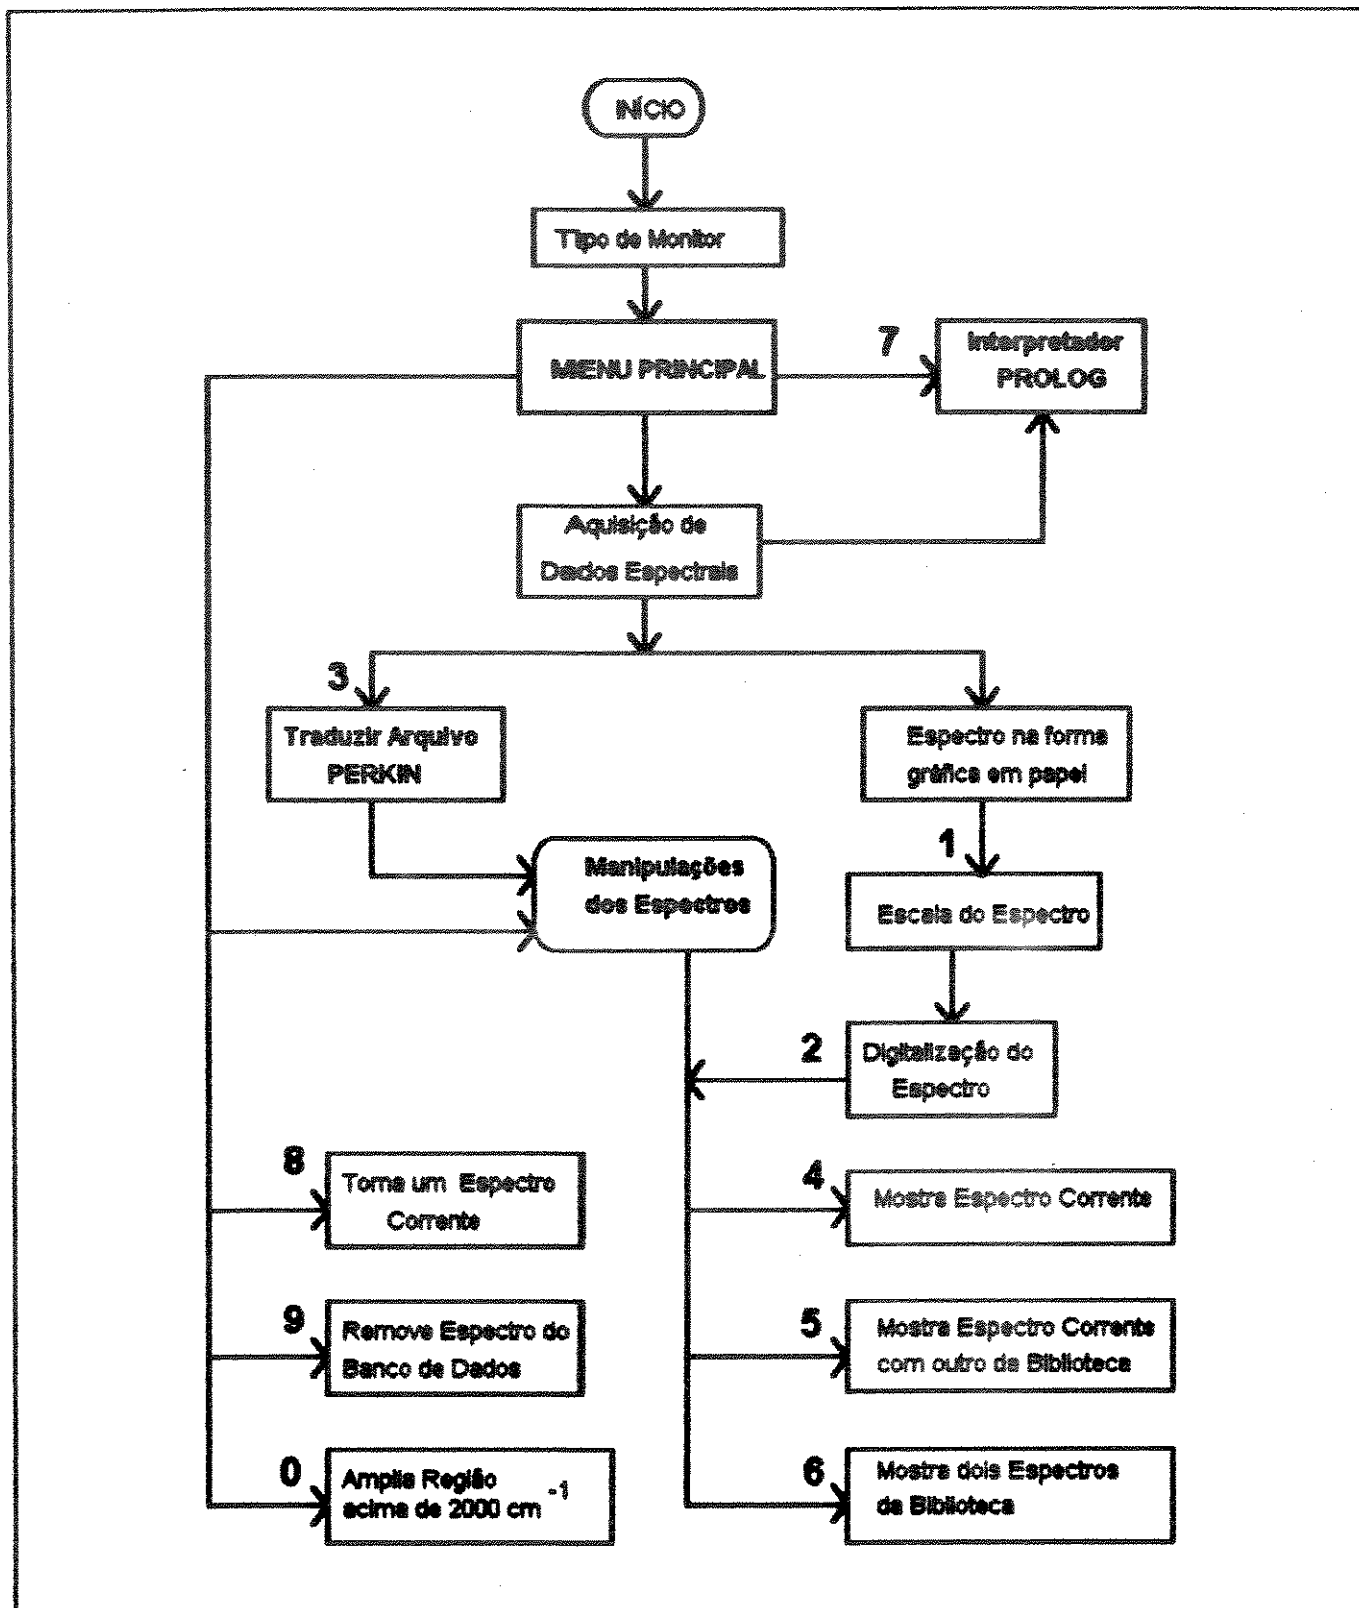 INÍCIO
Tipo de Monitor
MENU PRINCIPAL
7
Interpretador
PROLOG
Aquisição de
Dados Espectrais
3
Traduzir Arquivo
PERKIN
Espectro na forma
gráfica em papel
1
Manipulações
dos Espectros
Escala do Espectro
2
Digitalização do
Espectro
8
Torna um Espectro
Corrente
4
Mostra Espectro Corrente
9
Remove Espectro do
Banco de Dados
5
Mostra Espectro Corrente
com outro da Biblioteca
0
Amplia Região
acima de 2000 cm -1
6
Mostra dois Espectros
da Biblioteca